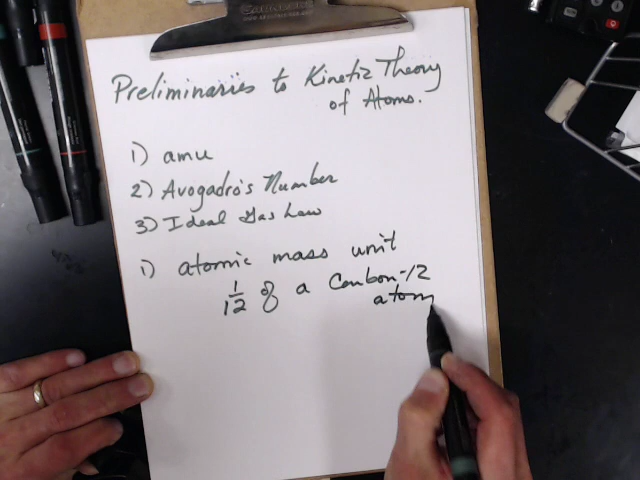 Preliminaries to Kinetic Theory
of Atoms.
1) amu
2) Avogadro's Number
3) Ideal Gas Law
1) atomic mass unit
1/12 of a Carbon-12
atom